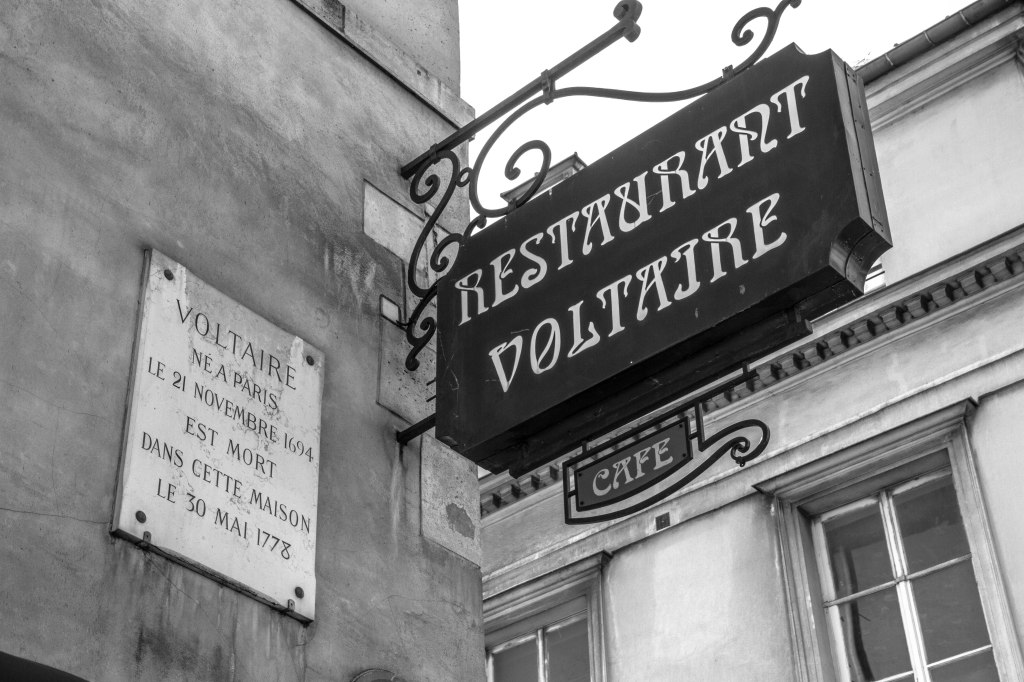 VOLTAIRE
NÉ A PARIS
LE 21 NOVEMBRE 1694
EST MORT
DANS CETTE MAISON
LE 30 MAI 1778
RESTAURANT
VOLTAIRE
CAFE